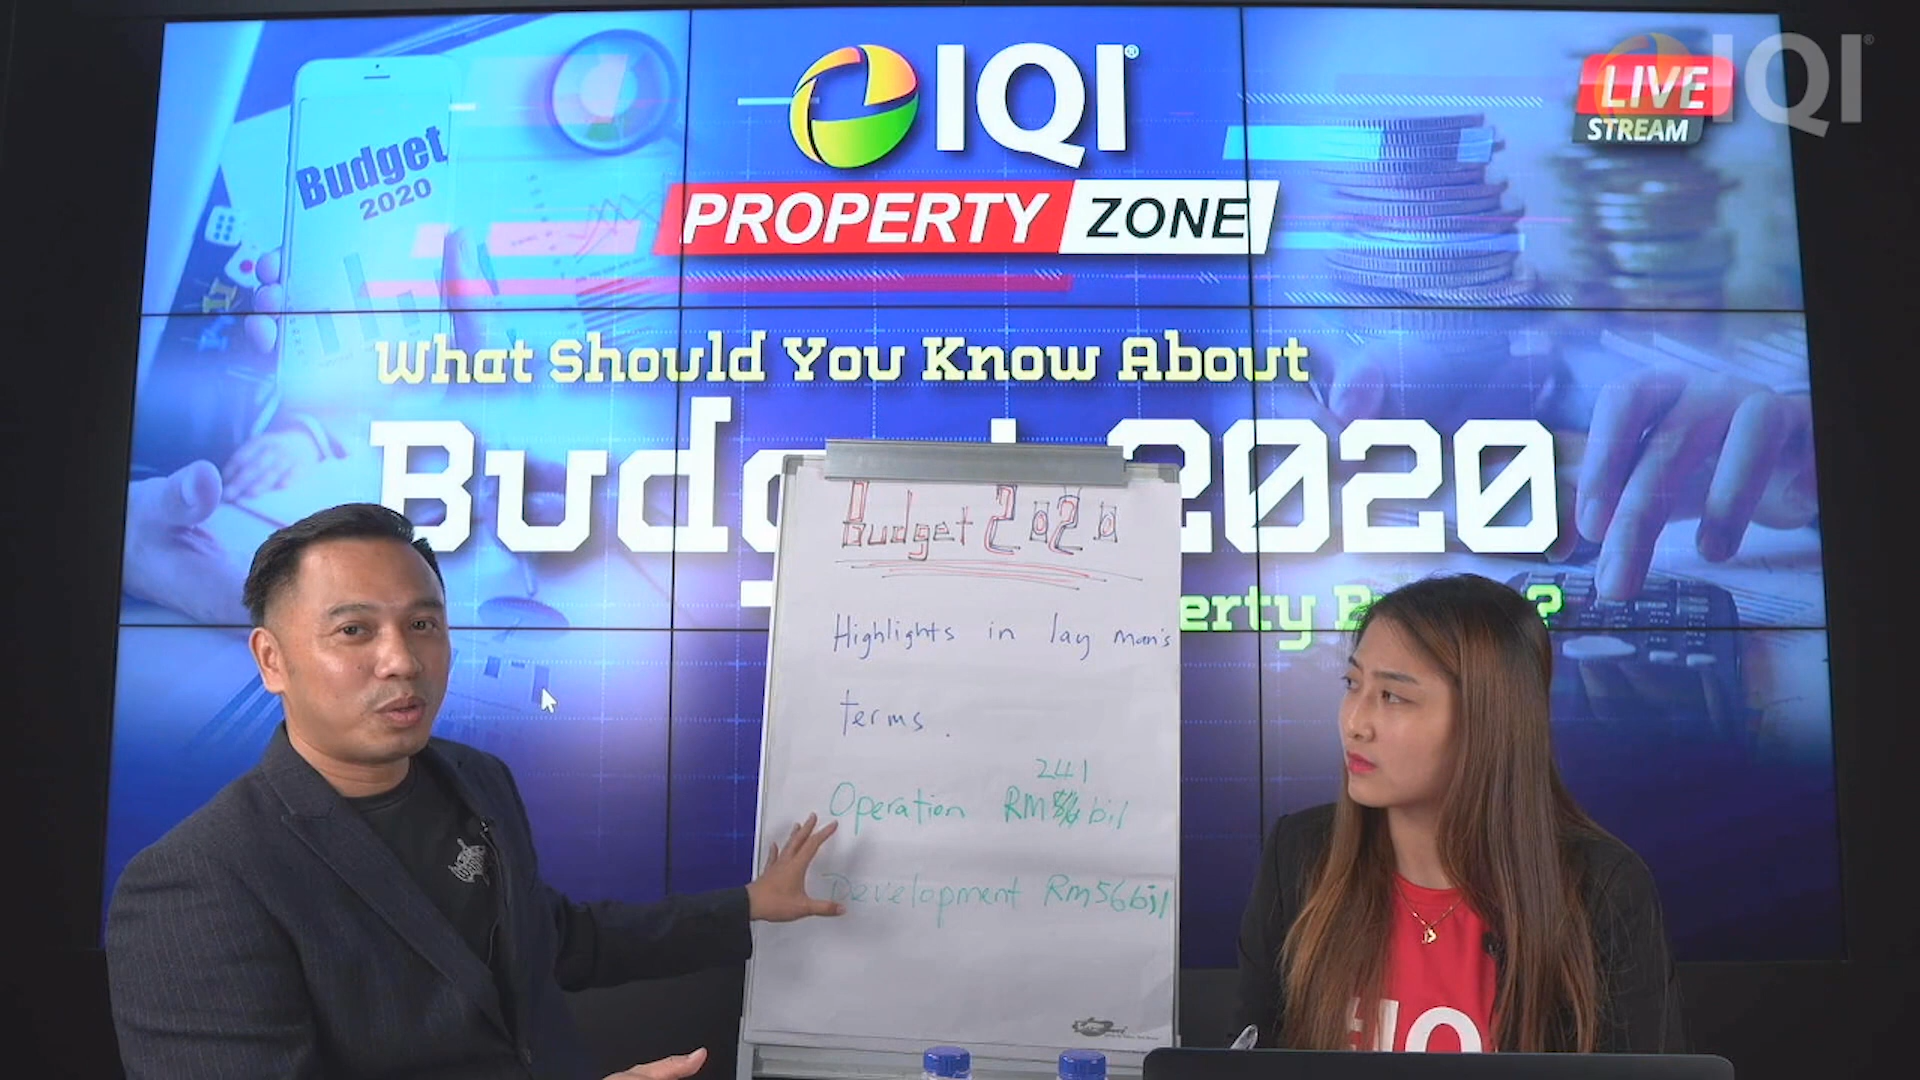 IQI
LIVE
STREAM
IQI
Budget
2020
PROPERTY ZONE
What Should You Know About
2020
erty
Budget 2020
Highlights in lay man's
terms.
241
Operation RM bil
Development Rm56bil